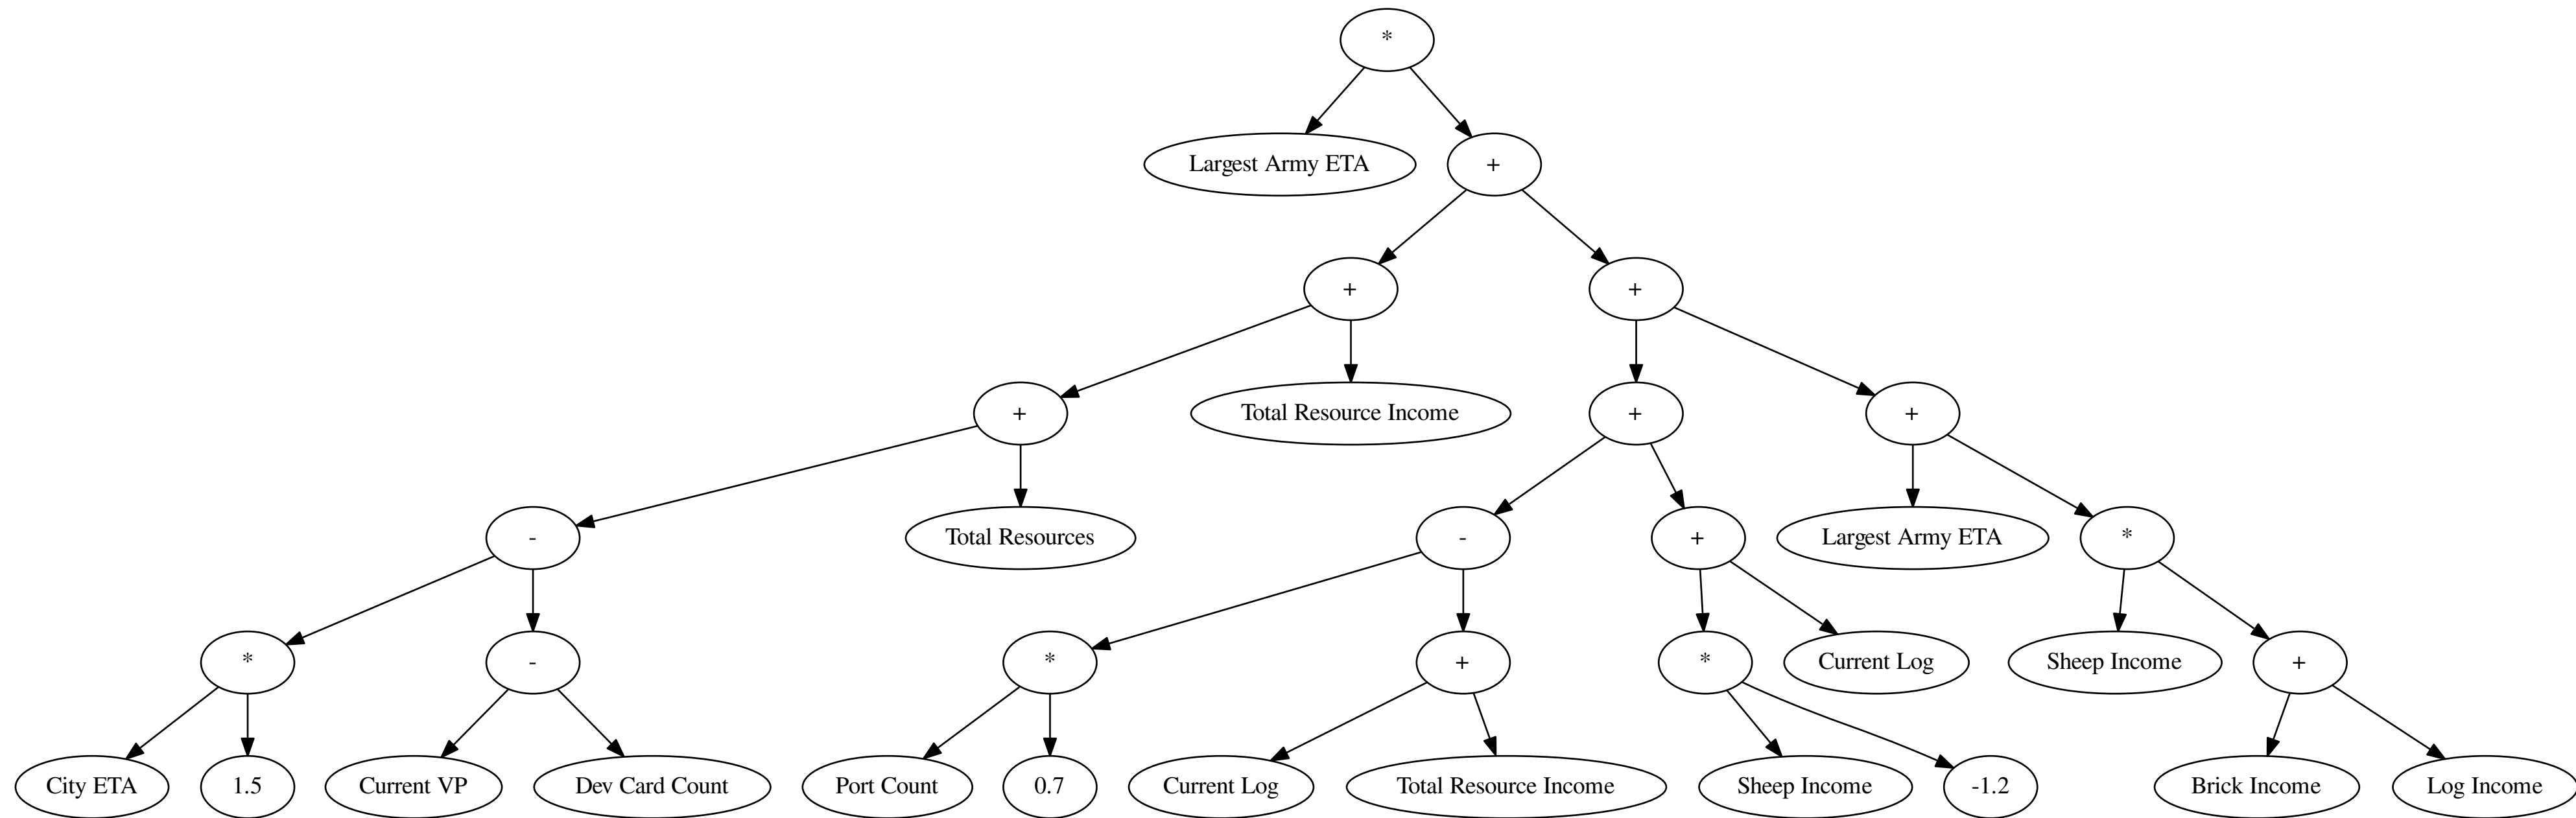 *
Largest Army ETA
+
+
+
+
Total Resource Income
+
+
-
Total Resources
-
+
Largest Army ETA
*
*
-
*
+
*
Current Log
Sheep Income
+
City ETA
1.5
Current VP
Dev Card Count
Port Count
0.7
Current Log
Total Resource Income
Sheep Income
-1.2
Brick Income
Log Income